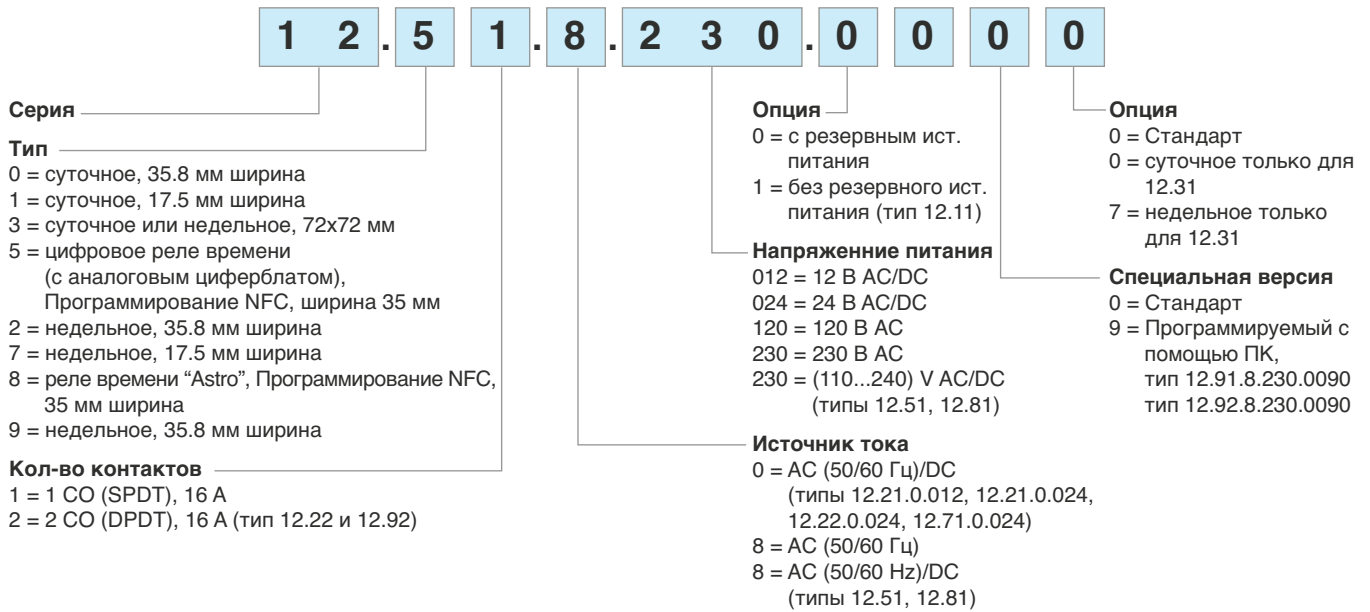 1 2 . 5 1 . 8 . 2 3 0 . 0 0 0 0
Серия
Тип
0 = суточное, 35.8 мм ширина
1 = суточное, 17.5 мм ширина
3 = суточное или недельное, 72x72 мм
5 = цифровое реле времени
(с аналоговым циферблатом),
Программирование NFC, ширина 35 мм
2 = недельное, 35.8 мм ширина
7 = недельное, 17.5 мм ширина
8 = реле времени “Astro”, Программирование NFC,
35 мм ширина
9 = недельное, 35.8 мм ширина
Кол-во контактов
1 = 1 CO (SPDT), 16 A
2 = 2 CO (DPDT), 16 A (тип 12.22 и 12.92)
Опция
0 = с резервным ист.
питания
1 = без резервного ист.
питания (тип 12.11)
Напряженние питания
012 = 12 В AC/DC
024 = 24 В AC/DC
120 = 120 В AC
230 = 230 В AC
230 = (110...240) V AC/DC
(типы 12.51, 12.81)
Источник тока
0 = AC (50/60 Гц)/DC
(типы 12.21.0.012, 12.21.0.024,
12.22.0.024, 12.71.0.024)
8 = AC (50/60 Гц)
8 = AC (50/60 Hz)/DC
(типы 12.51, 12.81)
Опция
0 = Стандарт
0 = суточное только для
12.31
7 = недельное только
для 12.31
Специальная версия
0 = Стандарт
9 = Программируемый с
помощью ПК,
тип 12.91.8.230.0090
тип 12.92.8.230.0090